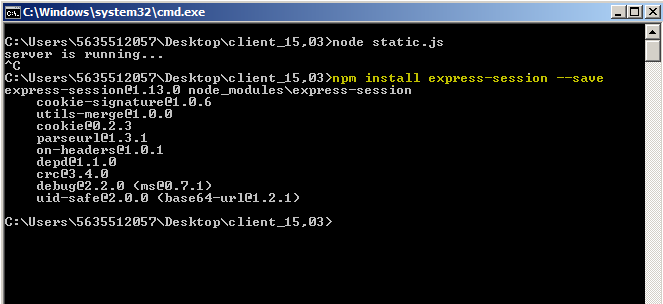 C:\Windows\system32\cmd.exe
C:\Users\5635512057\Desktop\client_15,03>node static.js
server is running...
^C
C:\Users\5635512057\Desktop\client_15,03>npm install express-session --save
express-session@1.13.0 node_modules\express-session
cookie-signature@1.0.6
utils-merge@1.0.0
cookie@0.2.3
parseurl@1.3.1
on-headers@1.0.1
depd@1.1.0
crc@3.4.0
debug@2.2.0 (ms@0.7.1)
uid-safe@2.0.0 (base64-url@1.2.1)
C:\Users\5635512057\Desktop\client_15,03>